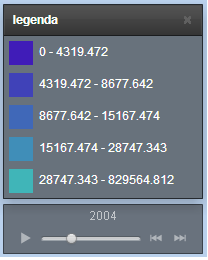 legenda
0 - 4319.472
4319.472 - 8677.642
8677.642 - 15167.474
15167.474 - 28747.343
28747.343 - 829564.812
2004